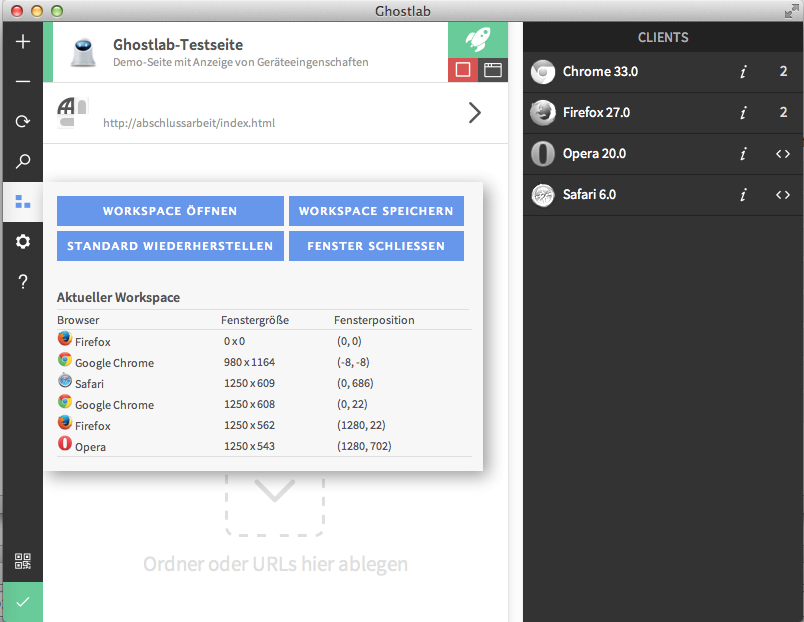 Ghostlab
Ghostlab-Testseite
Demo-Seite mit Anzeige von Geräteeingenschaften
http://abschlussarbeit/index.html
WORKSPACE ÖFFNEN
WORKSPACE SPEICHERN
STANDARD WIEDERHERSTELLEN
FENSTER SCHLIESSEN
Aktueller Workspace
Browser Fenstergröße Fensterposition
Firefox 0 x 0 (0, 0)
Google Chrome 980 x 1164 (-8, -8)
Safari 1250 x 609 (0, 686)
Google Chrome 1250 x 608 (0, 22)
Firefox 1250 x 562 (1280, 22)
Opera 1250 x 543 (1280, 702)
Ordner oder URLs hier ablegen
?
CLIENTS
Chrome 33.0 i 2
Firefox 27.0 i 2
Opera 20.0 i <>
Safari 6.0 i <>